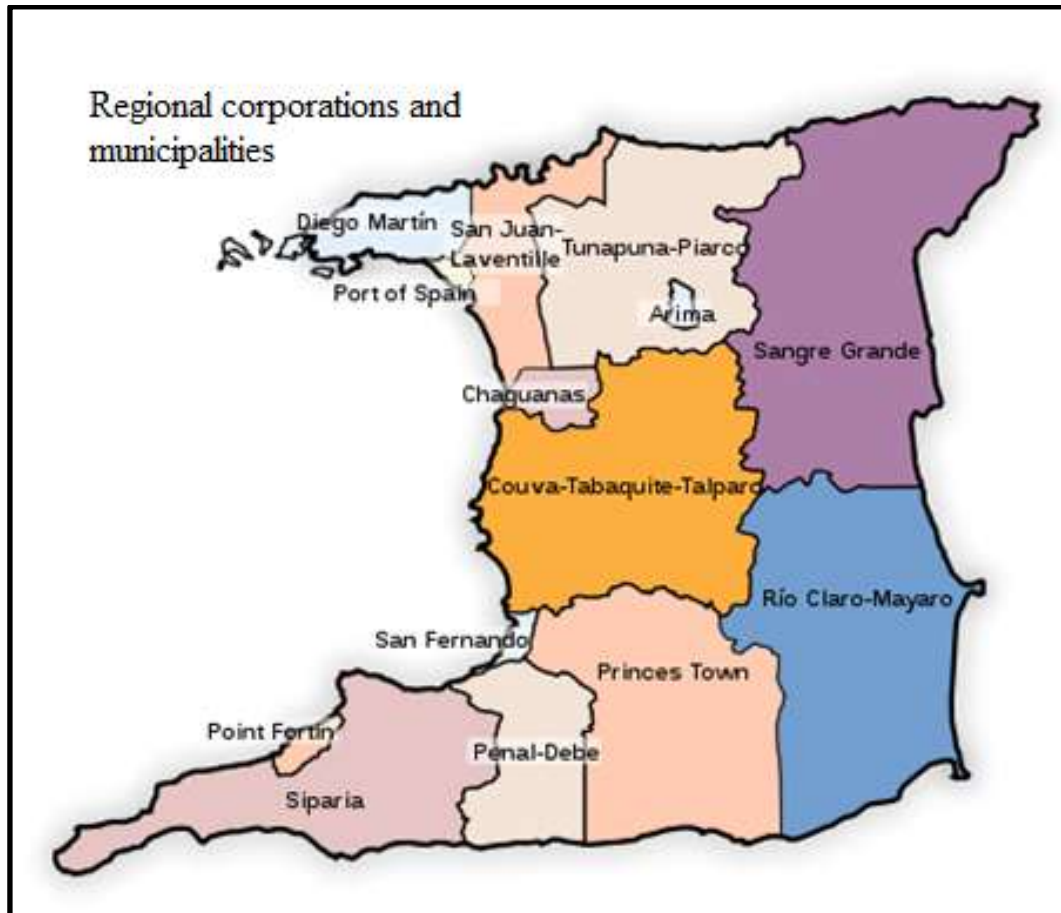 Regional corporations and
municipalities
Diego Martín
San Juan-
Laventille
Tunapuna-Piarco
Port of Spain
Arima
Sangre Grande
Chaguanas
Couva-Tabaquite-Talparo
Río Claro-Mayaro
San Fernando
Princes Town
Point Fortin
Penal-Debe
Siparia